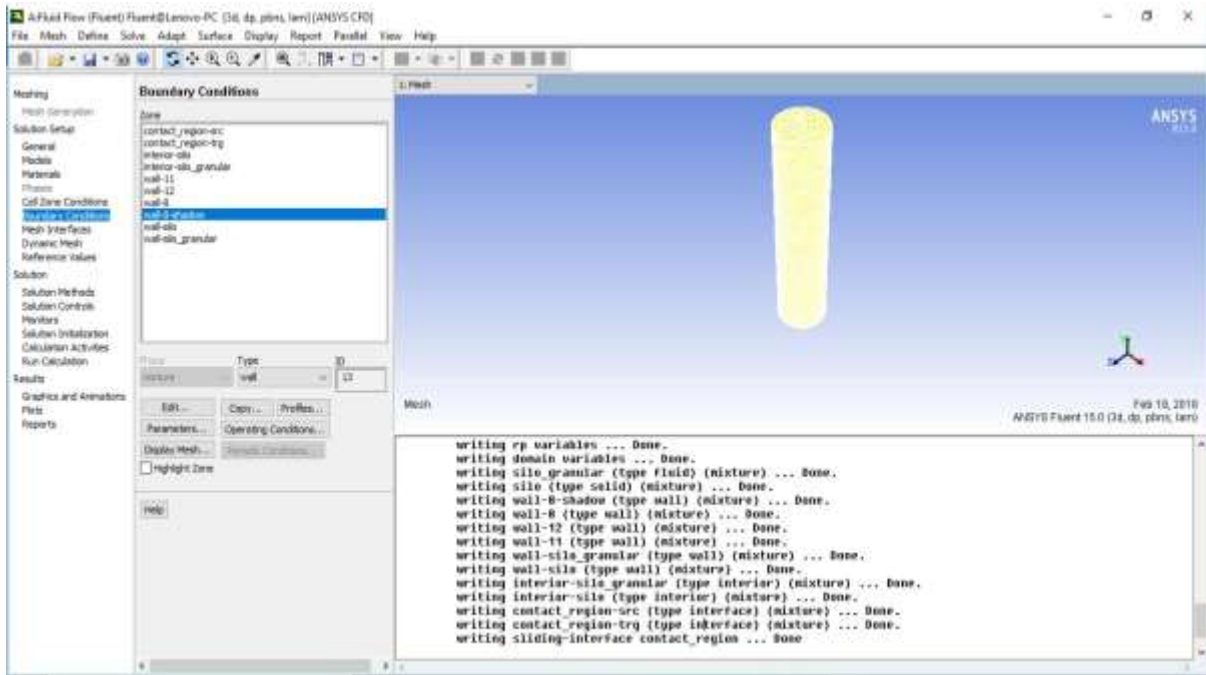 A:Fluid Flow (Fluent) Fluent@Lenovo-PC [3d, dp, pbns, lam] [ANSYS CFD]
File Mesh Define Solve Adapt Surface Display Report Parallel View Help
Meshing
Mesh Generation
Solution Setup
General
Models
Materials
Phases
Cell Zone Conditions
Boundary Conditions
Mesh Interfaces
Dynamic Mesh
Reference Values
Solution
Solution Methods
Solution Controls
Monitors
Solution Initialization
Calculation Activities
Run Calculation
Results
Graphics and Animations
Plots
Reports
Boundary Conditions
Zone
contact_region-src
contact_region-trg
interior-silo
interior-silo_granular
wall-11
wall-12
wall-8
wall-8-shadow
wall-silo
wall-silo_granular
Phase Type ID
mixture wall 13
Edit... Copy... Profiles...
Parameters... Operating Conditions...
Display Mesh... Periodic Conditions...
Highlight Zone
Help
1: Mesh
ANSYS
R15.0
Mesh
Feb 18, 2018
ANSYS Fluent 15.0 (3d, dp, pbns, lam)
writing rp variables ... Done.
writing domain variables ... Done.
writing silo_granular (type fluid) (mixture) ... Done.
writing silo (type solid) (mixture) ... Done.
writing wall-8-shadow (type wall) (mixture) ... Done.
writing wall-8 (type wall) (mixture) ... Done.
writing wall-12 (type wall) (mixture) ... Done.
writing wall-11 (type wall) (mixture) ... Done.
writing wall-silo_granular (type wall) (mixture) ... Done.
writing wall-silo (type wall) (mixture) ... Done.
writing interior-silo_granular (type interior) (mixture) ... Done.
writing interior-silo (type interior) (mixture) ... Done.
writing contact_region-src (type interface) (mixture) ... Done.
writing contact_region-trg (type interface) (mixture) ... Done.
writing sliding-interface contact_region ... Done